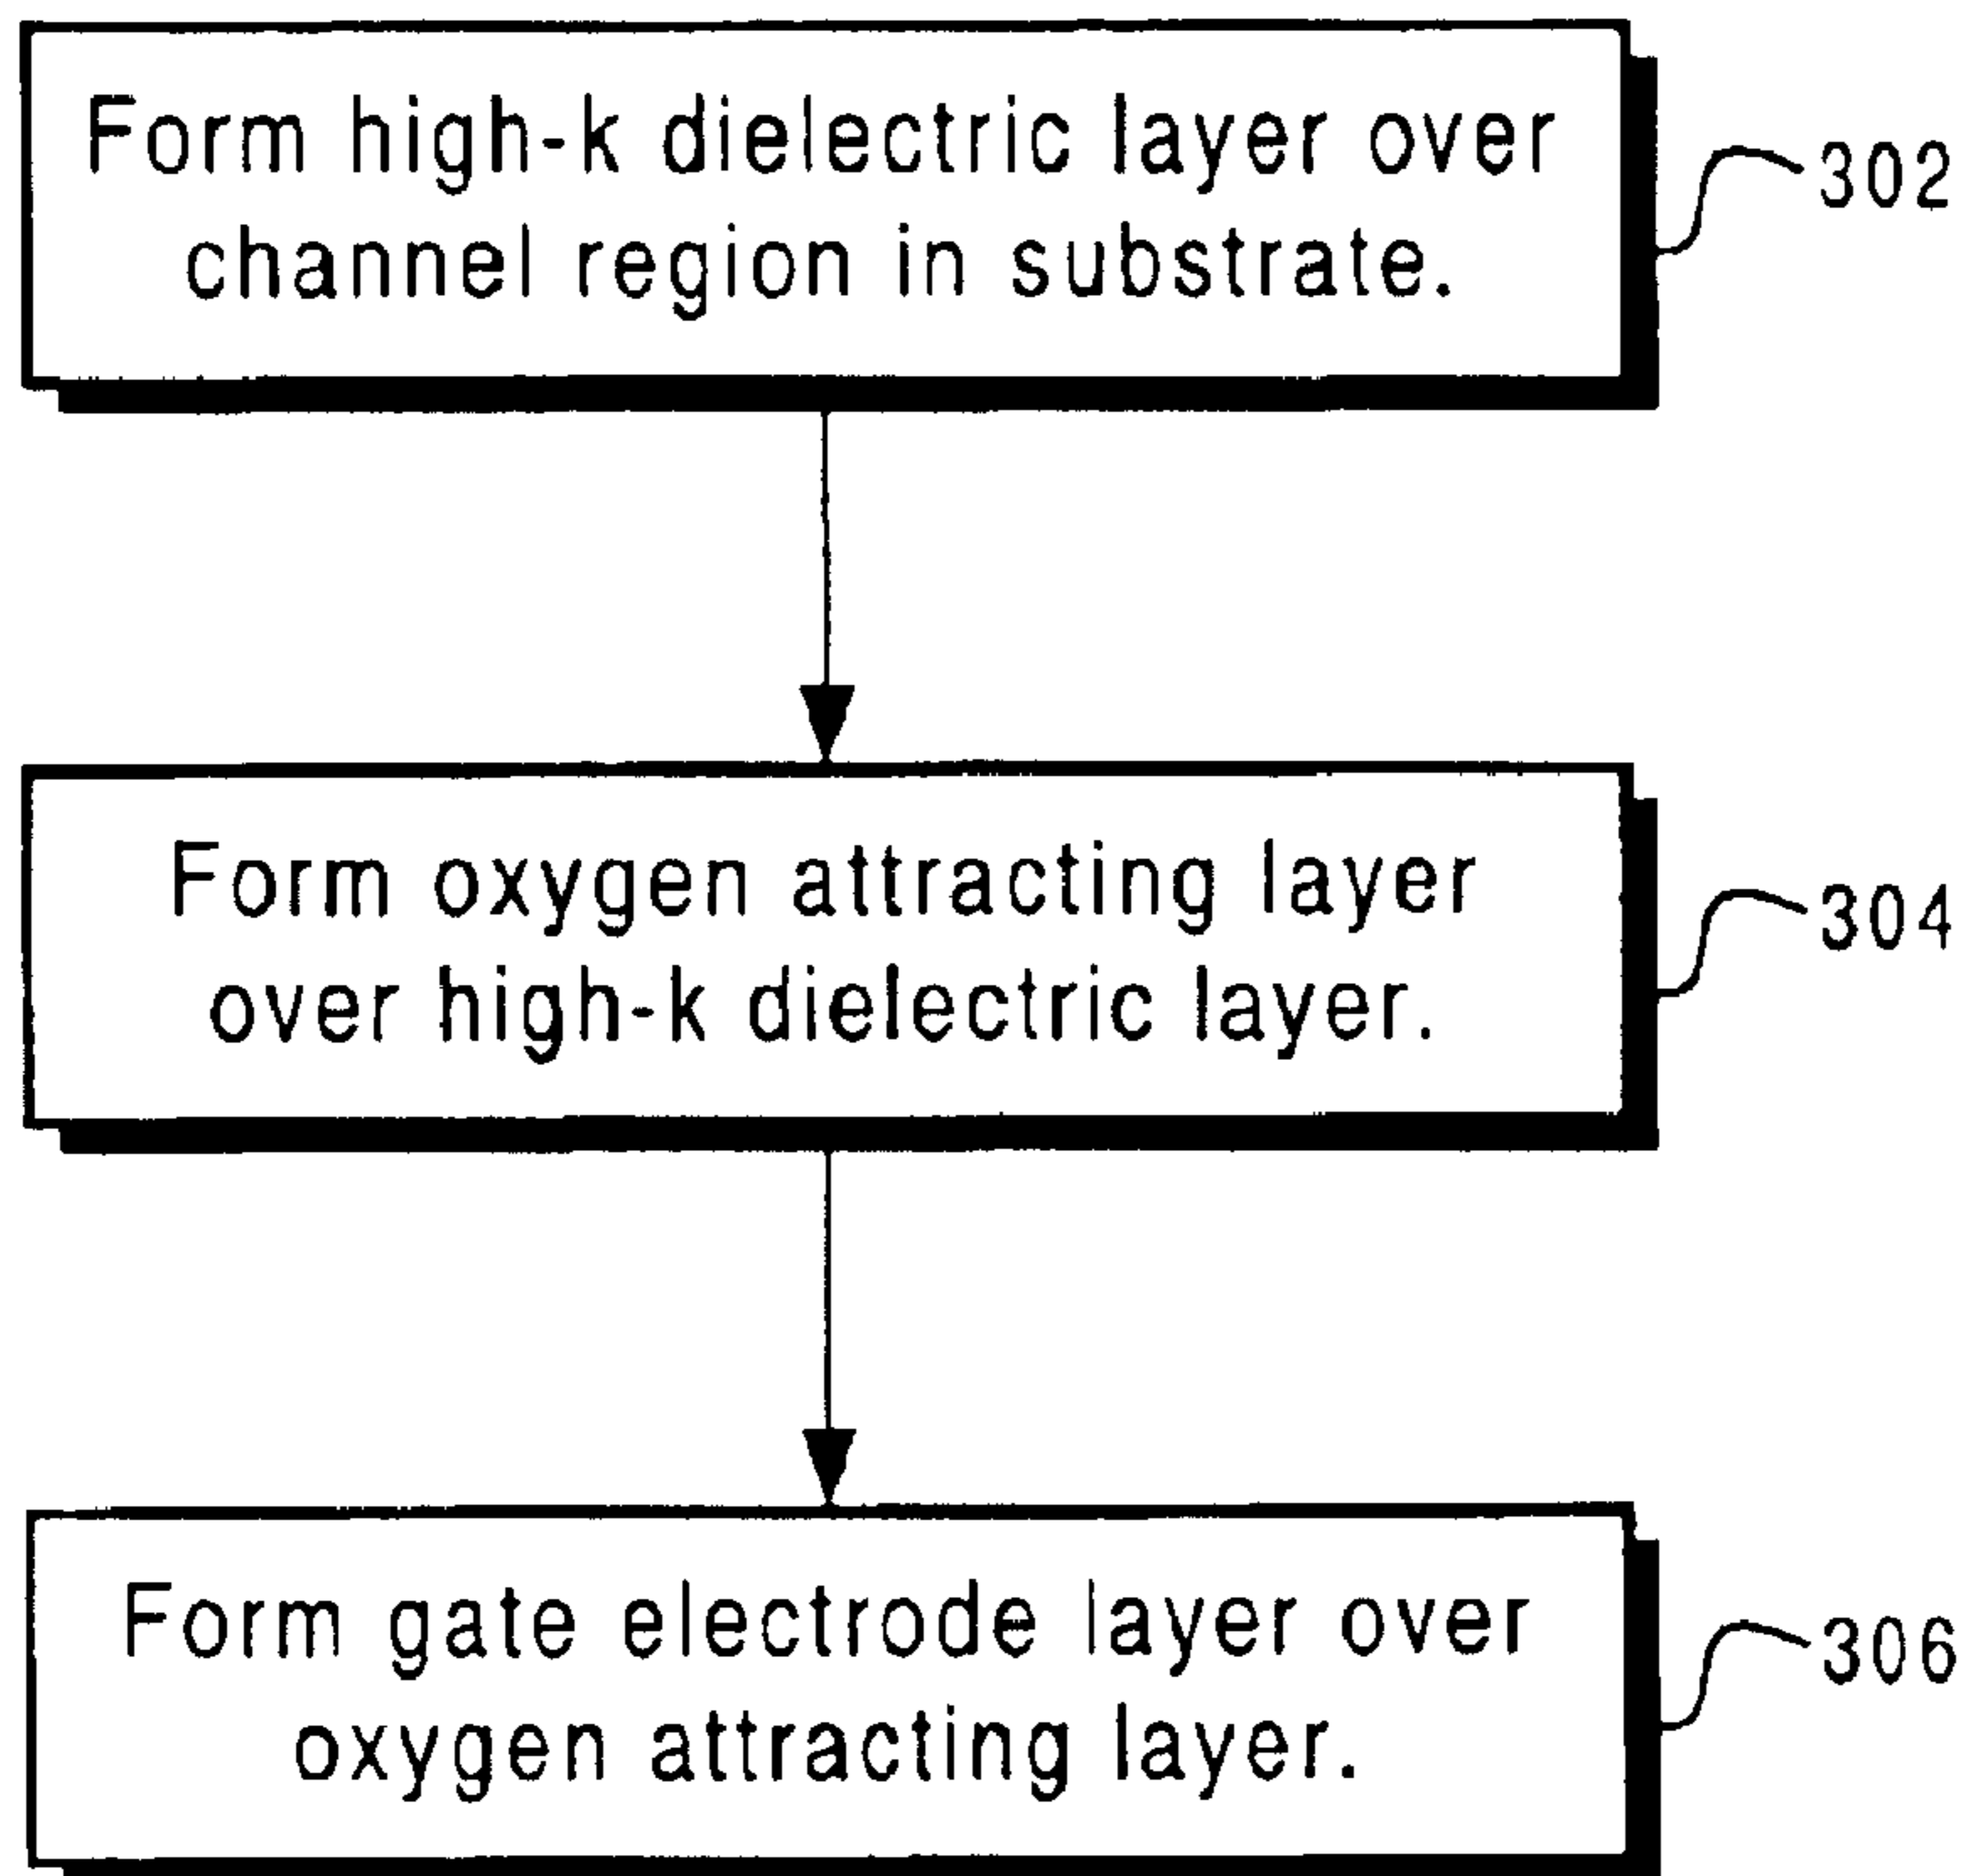 Form high-k dielectric layer over
channel region in substrate.
302
Form oxygen attracting layer
over high-k dielectric layer.
304
Form gate electrode layer over
oxygen attracting layer.
306